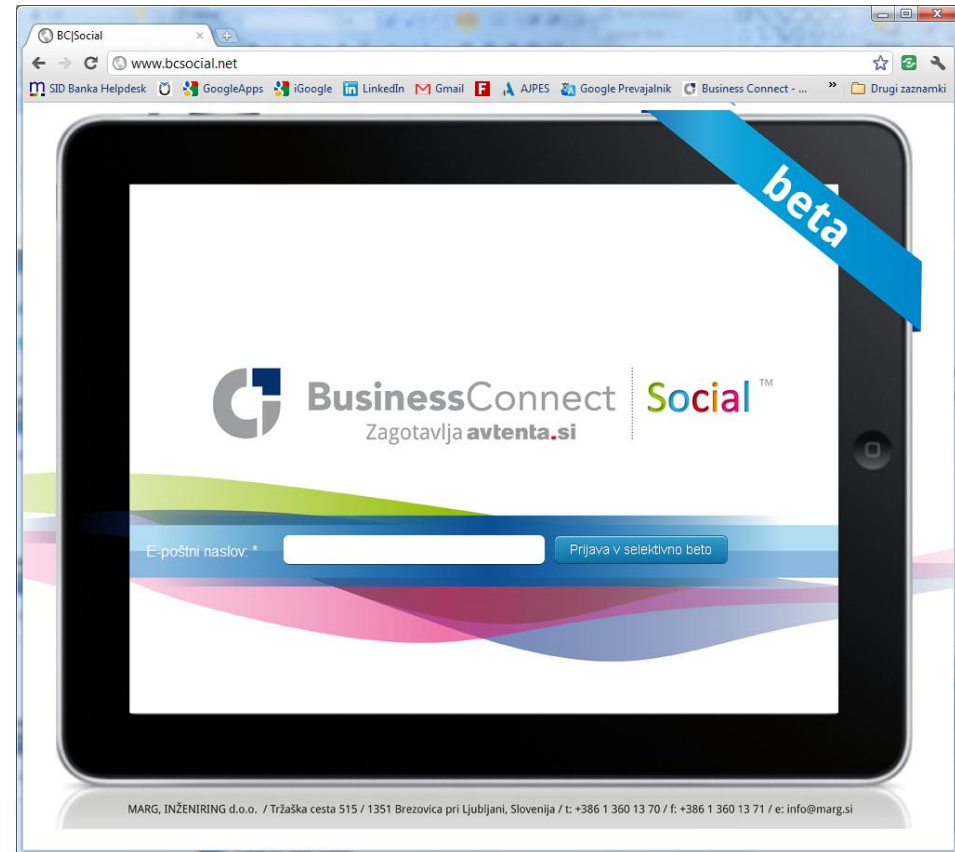 BC|Social
www.bcsocial.net
SID Banka Helpdesk GoogleApps iGoogle LinkedIn Gmail F AJPES Google Prevajalnik Business Connect - ... » Drugi zaznamki
beta
BusinessConnect Social™
Zagotavlja avtenta.si
E-poštni naslov: * Prijava v selektivno beto
MARG, INŽENIRING d.o.o. / Tržaška cesta 515 / 1351 Brezovica pri Ljubljani, Slovenija / t: +386 1 360 13 70 / f: +386 1 360 13 71 / e: info@marg.si